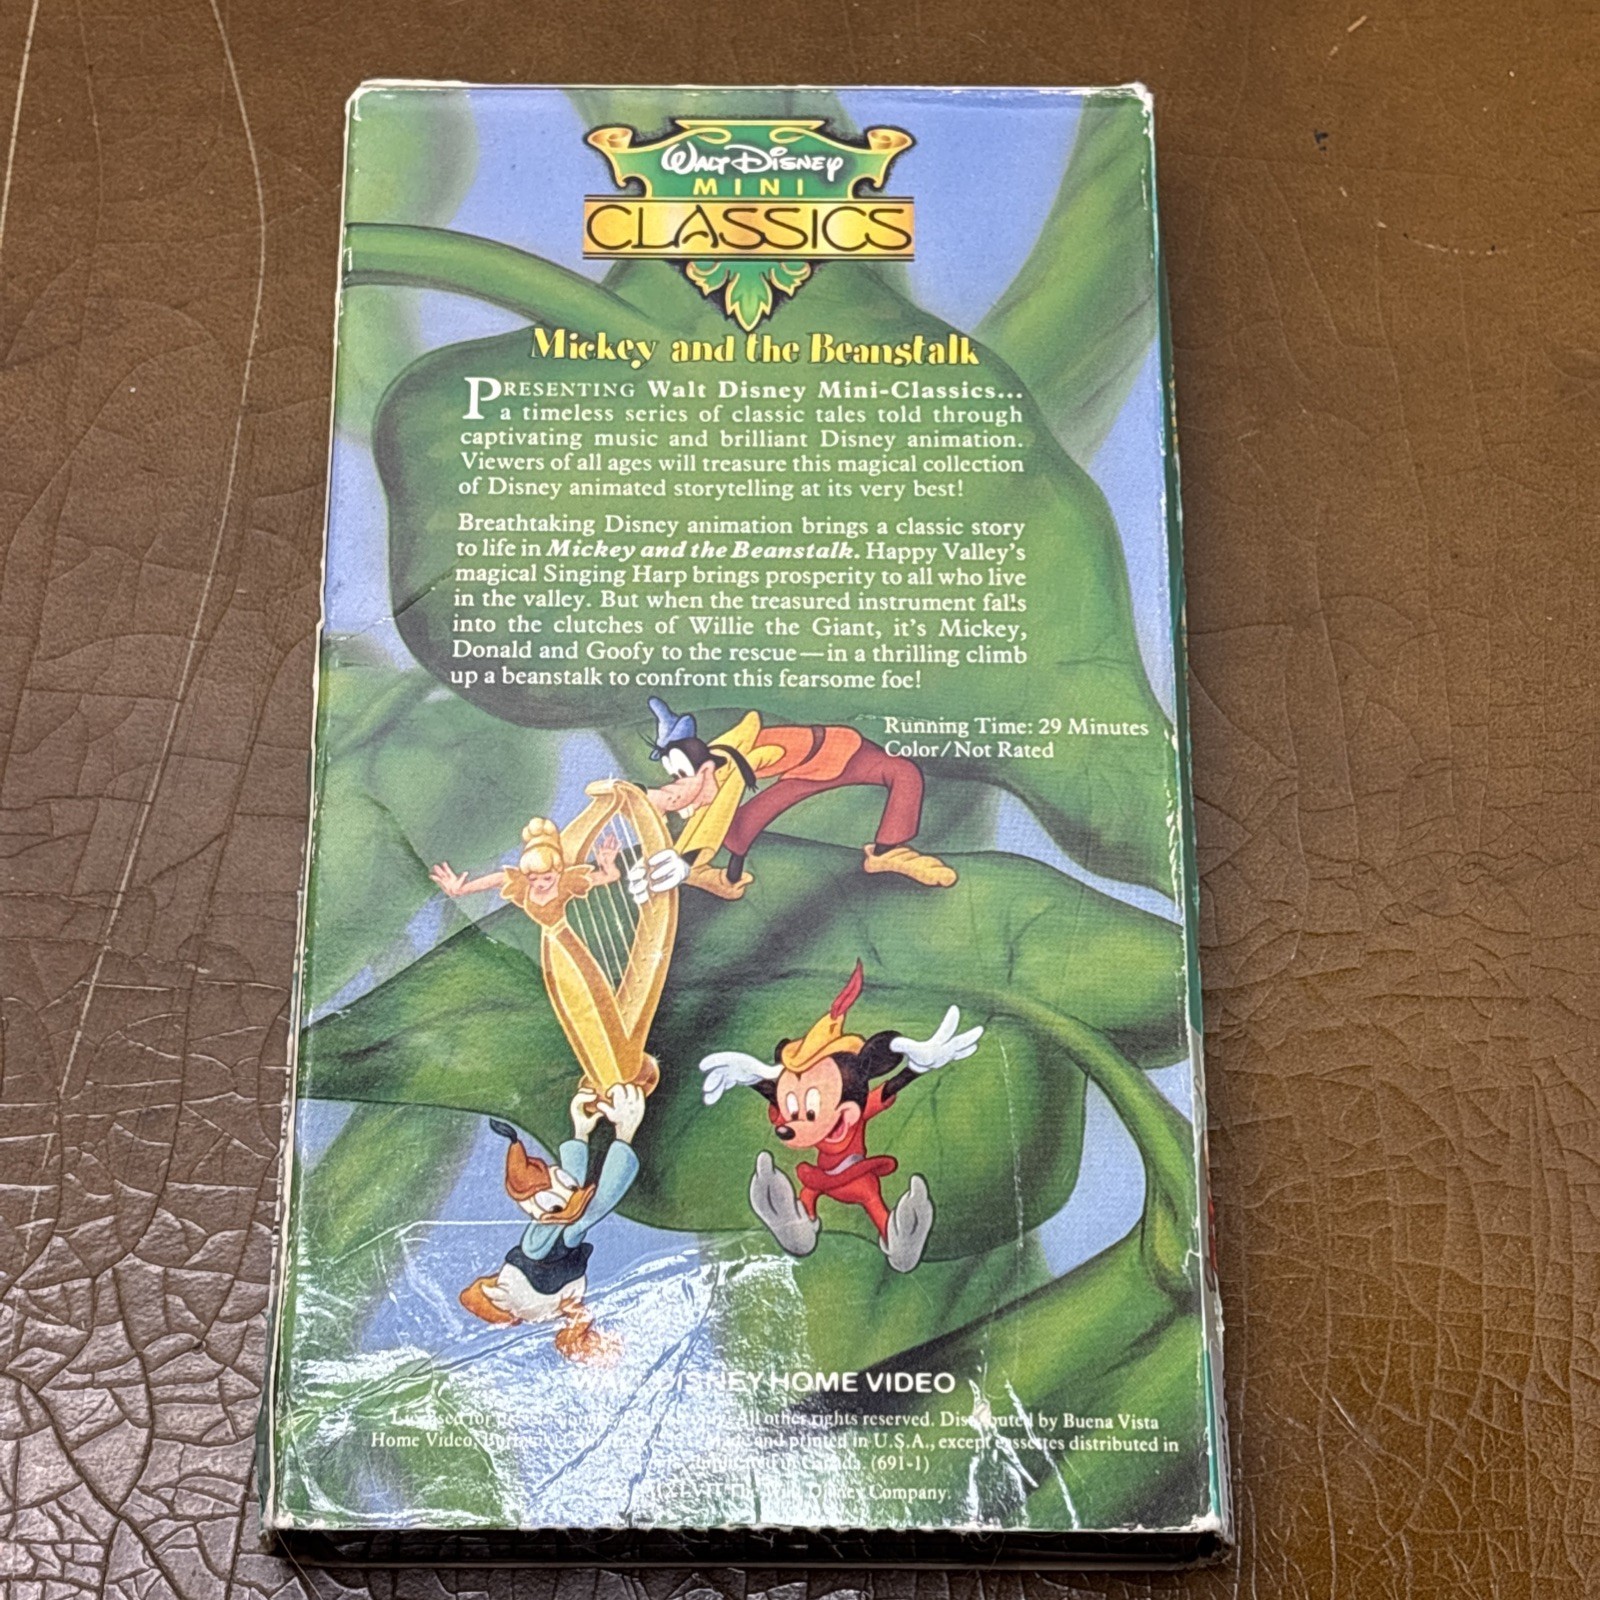 Walt Disney
MINI
CLASSICS
Mickey and the Beanstalk
PRESENTING Walt Disney Mini-Classics...
a timeless series of classic tales told through
captivating music and brilliant Disney animation.
Viewers of all ages will treasure this magical collection
of Disney animated storytelling at its very best!
Breathtaking Disney animation brings a classic story
to life in Mickey and the Beanstalk. Happy Valley's
magical Singing Harp brings prosperity to all who live
in the valley. But when the treasured instrument falls
into the clutches of Willie the Giant, it's Mickey,
Donald and Goofy to the rescue—in a thrilling climb
up a beanstalk to confront this fearsome foe!
Running Time: 29 Minutes
Color/Not Rated
WALT DISNEY HOME VIDEO
for All other rights reserved. Distributed by Buena Vista
Home Video, and printed in U.S.A., except cassettes distributed in
in Canada. (691-1)
Disney Company.